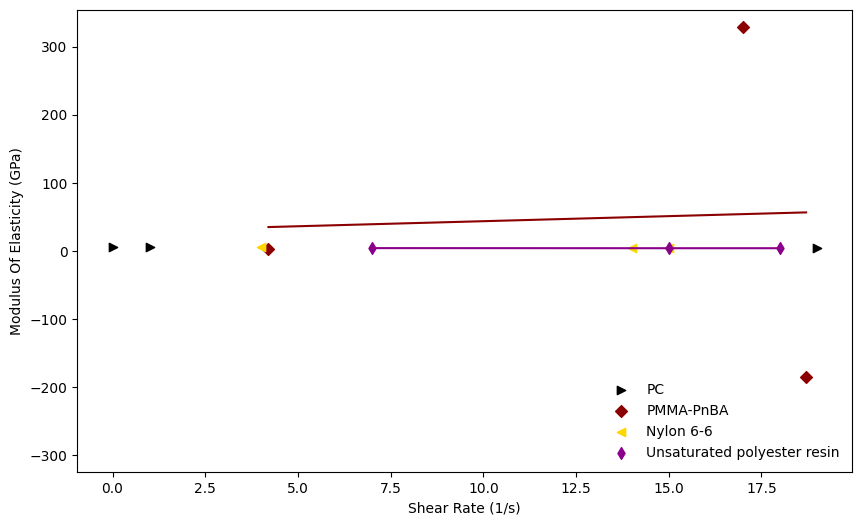 300
200
100
0
−100
−200
−300
Modulus Of Elasticity (GPa)
PC
PMMA-PnBA
Nylon 6-6
Unsaturated polyester resin
0.0 2.5 5.0 7.5 10.0 12.5 15.0 17.5
Shear Rate (1/s)